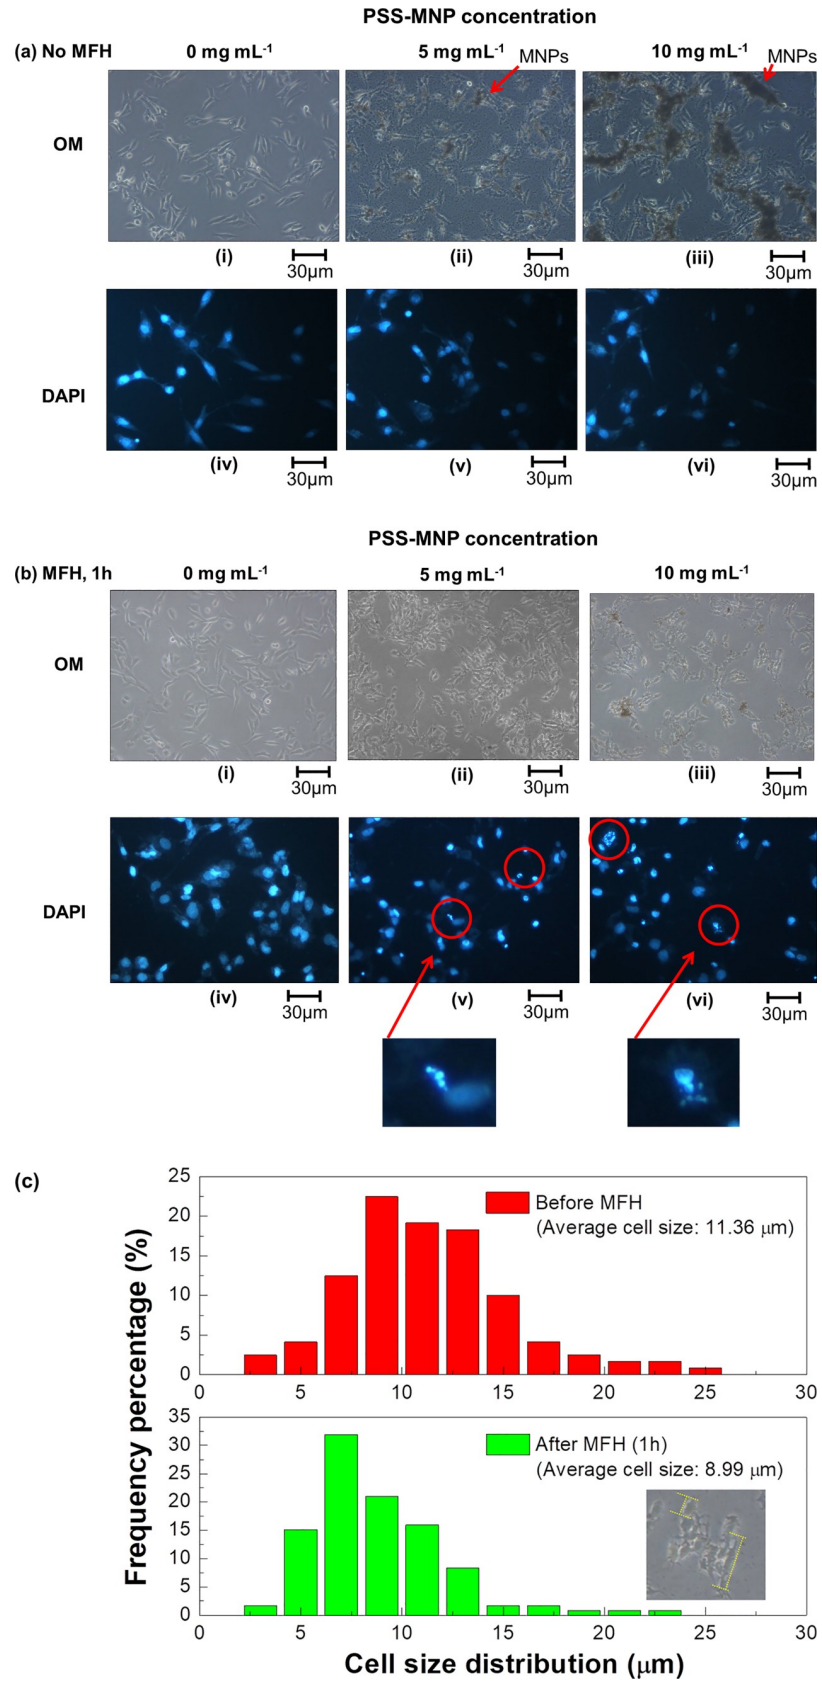 PSS-MNP concentration
(a) No MFH 0 mg mL-1 5 mg mL-1 10 mg mL-1
MNPs MNPs
OM
(i) (ii) (iii)
30µm 30µm 30µm
DAPI
(iv) (v) (vi)
30µm 30µm 30µm
PSS-MNP concentration
(b) MFH, 1h 0 mg mL-1 5 mg mL-1 10 mg mL-1
OM
(i) (ii) (iii)
30µm 30µm 30µm
DAPI
(iv) (v) (vi)
30µm 30µm 30µm
(c)
Frequency percentage (%)
25
20
15
10
5
0
Before MFH
(Average cell size: 11.36 µm)
0 5 10 15 20 25 30
35
30
25
20
15
10
5
0
After MFH (1h)
(Average cell size: 8.99 µm)
0 5 10 15 20 25 30
Cell size distribution (µm)